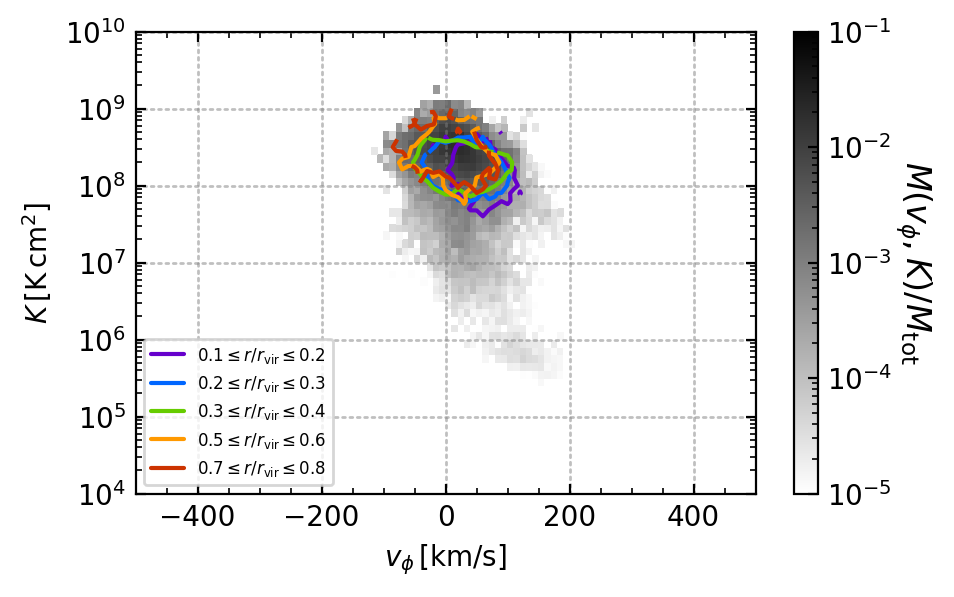 10^10
10^9
10^8
10^7
10^6
10^5
10^4
K [K cm^2]
−400 −200 0 200 400
v_ϕ [km/s]
0.1 ≤ r/r_vir ≤ 0.2
0.2 ≤ r/r_vir ≤ 0.3
0.3 ≤ r/r_vir ≤ 0.4
0.5 ≤ r/r_vir ≤ 0.6
0.7 ≤ r/r_vir ≤ 0.8
10^−1
10^−2
10^−3
10^−4
10^−5
M(v_ϕ, K)/M_tot